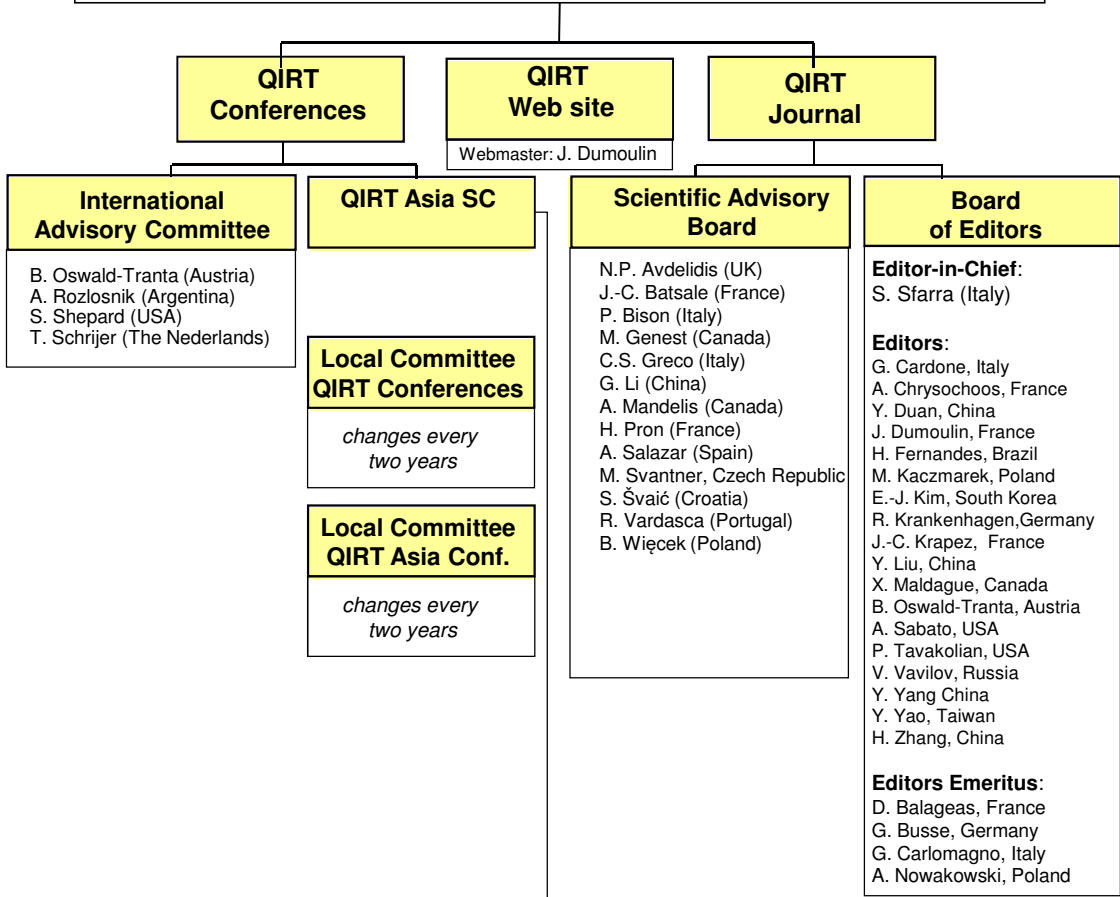 QIRT
Conferences
QIRT
Web site
Webmaster: J. Dumoulin
QIRT
Journal
International
Advisory Committee
B. Oswald-Tranta (Austria)
A. Rozlosnik (Argentina)
S. Shepard (USA)
T. Schrijer (The Nederlands)
QIRT Asia SC
Local Committee
QIRT Conferences
changes every
two years
Local Committee
QIRT Asia Conf.
changes every
two years
Scientific Advisory
Board
N.P. Avdelidis (UK)
J.-C. Batsale (France)
P. Bison (Italy)
M. Genest (Canada)
C.S. Greco (Italy)
G. Li (China)
A. Mandelis (Canada)
H. Pron (France)
A. Salazar (Spain)
M. Svantner, Czech Republic
S. Švaić (Croatia)
R. Vardasca (Portugal)
B. Więcek (Poland)
Board
of Editors
Editor-in-Chief:
S. Sfarra (Italy)
Editors:
G. Cardone, Italy
A. Chrysochoos, France
Y. Duan, China
J. Dumoulin, France
H. Fernandes, Brazil
M. Kaczmarek, Poland
E.-J. Kim, South Korea
R. Krankenhagen,Germany
J.-C. Krapez, France
Y. Liu, China
X. Maldague, Canada
B. Oswald-Tranta, Austria
A. Sabato, USA
P. Tavakolian, USA
V. Vavilov, Russia
Y. Yang China
Y. Yao, Taiwan
H. Zhang, China
Editors Emeritus:
D. Balageas, France
G. Busse, Germany
G. Carlomagno, Italy
A. Nowakowski, Poland